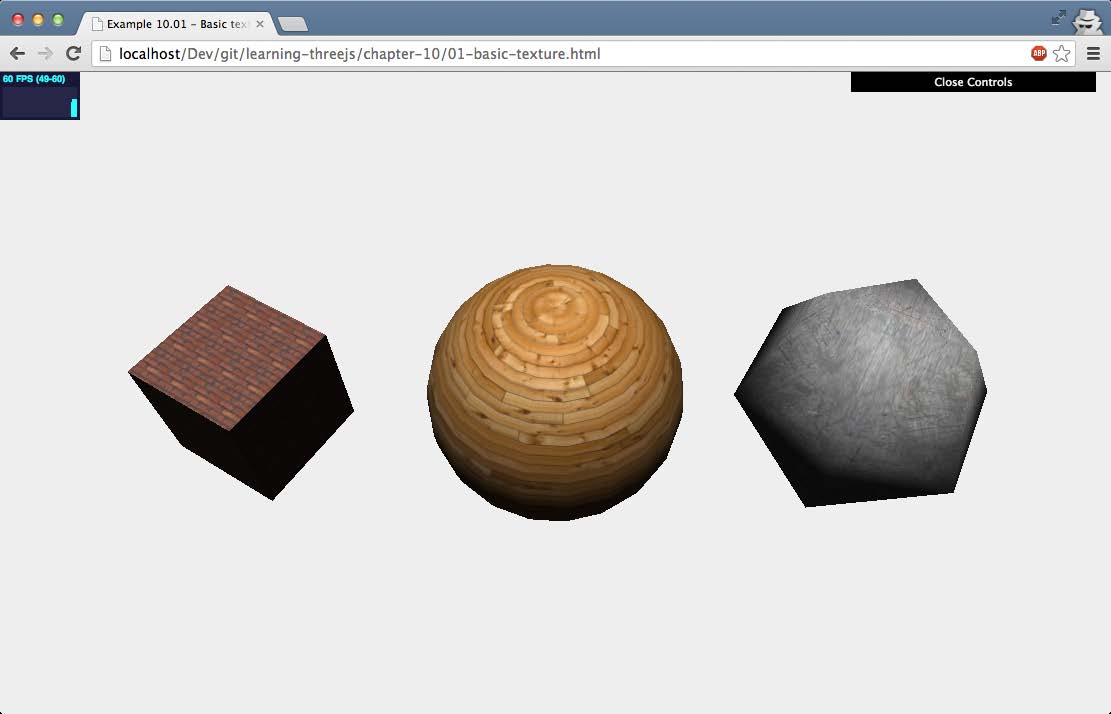 Example 10.01 – Basic tex
localhost/Dev/git/learning-threejs/chapter-10/01-basic-texture.html
ABP
60 FPS (49-60)
Close Controls